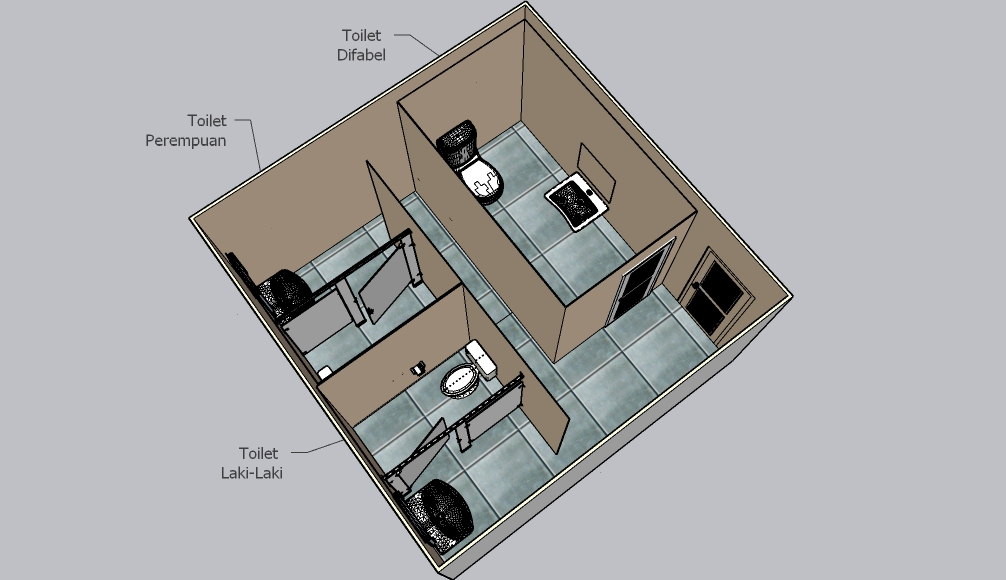 Toilet
Difabel
Toilet
Perempuan
Toilet
Laki-Laki